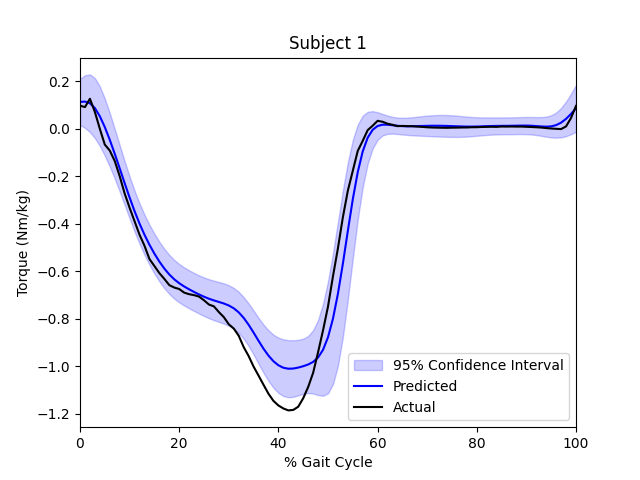 Subject 1
Torque (Nm/kg)
0.2
0.0
−0.2
−0.4
−0.6
−0.8
−1.0
−1.2
95% Confidence Interval
Predicted
Actual
0 20 40 60 80 100
% Gait Cycle